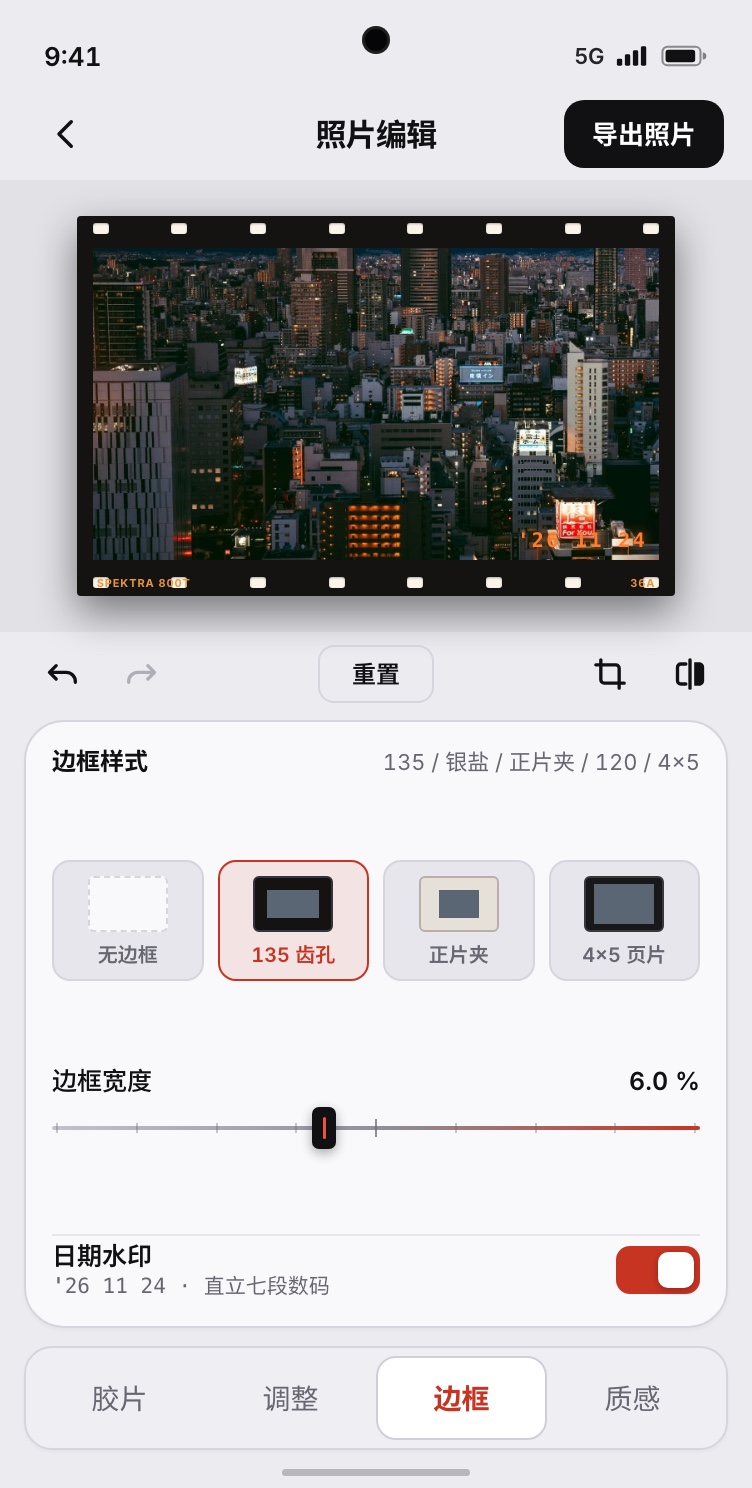 9:41
5G
照片编辑
导出照片
For You!
'26 11 24
SPEKTRA 800T
36A
重置
边框样式
135 / 银盐 / 正片夹 / 120 / 4×5
无边框
135 齿孔
正片夹
4×5 页片
边框宽度
6.0 %
日期水印
'26 11 24 · 直立七段数码
胶片
调整
边框
质感